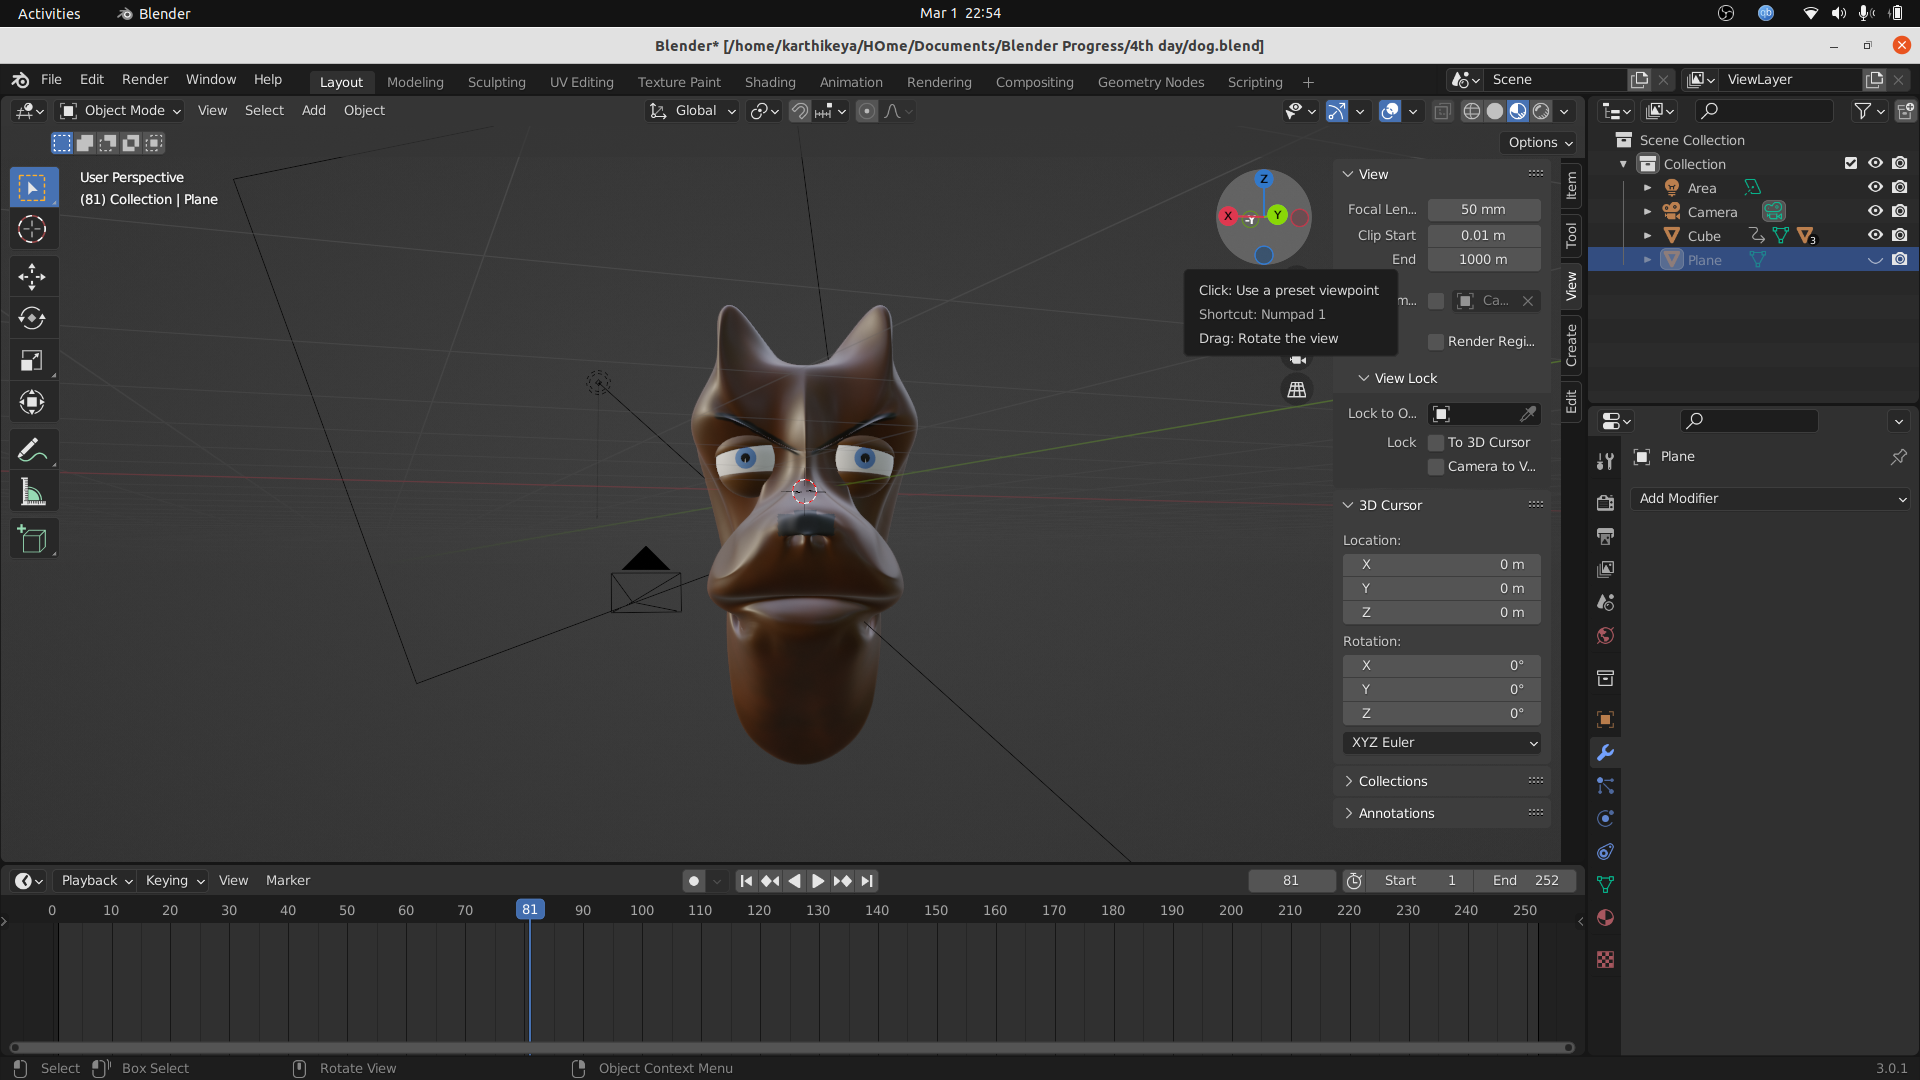 Activities Blender Mar 1 22:54
Blender* [/home/karthikeya/HOme/Documents/Blender Progress/4th day/dog.blend]
File Edit Render Window Help Layout Modeling Sculpting UV Editing Texture Paint Shading Animation Rendering Compositing Geometry Nodes Scripting + Scene ViewLayer
Object Mode View Select Add Object Global
Options
User Perspective
(81) Collection | Plane
Z
X
-Y
Y
Click: Use a preset viewpoint
Shortcut: Numpad 1
Drag: Rotate the view
View
Focal Len... 50 mm
Clip Start 0.01 m
End 1000 m
m... Ca...
Render Regi...
View Lock
Lock to O...
Lock To 3D Cursor
Camera to V...
3D Cursor
Location:
X 0 m
Y 0 m
Z 0 m
Rotation:
X 0°
Y 0°
Z 0°
XYZ Euler
Collections
Annotations
Item
Tool
View
Create
Edit
Scene Collection
Collection
Area
Camera
Cube 3
Plane
Plane
Add Modifier
Playback Keying View Marker 81 Start 1 End 252
0 10 20 30 40 50 60 70 81 90 100 110 120 130 140 150 160 170 180 190 200 210 220 230 240 250
Select Box Select Rotate View Object Context Menu 3.0.1